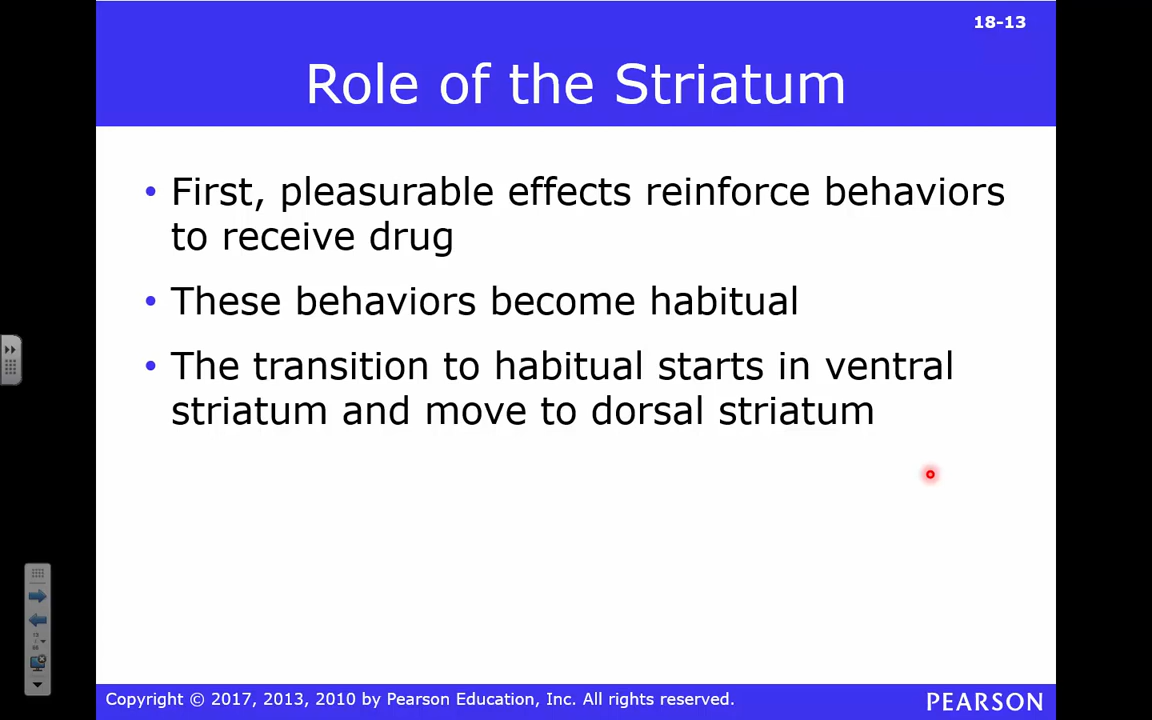 18-13
Role of the Striatum
• First, pleasurable effects reinforce behaviors
to receive drug
• These behaviors become habitual
• The transition to habitual starts in ventral
striatum and move to dorsal striatum
Copyright © 2017, 2013, 2010 by Pearson Education, Inc. All rights reserved.
PEARSON